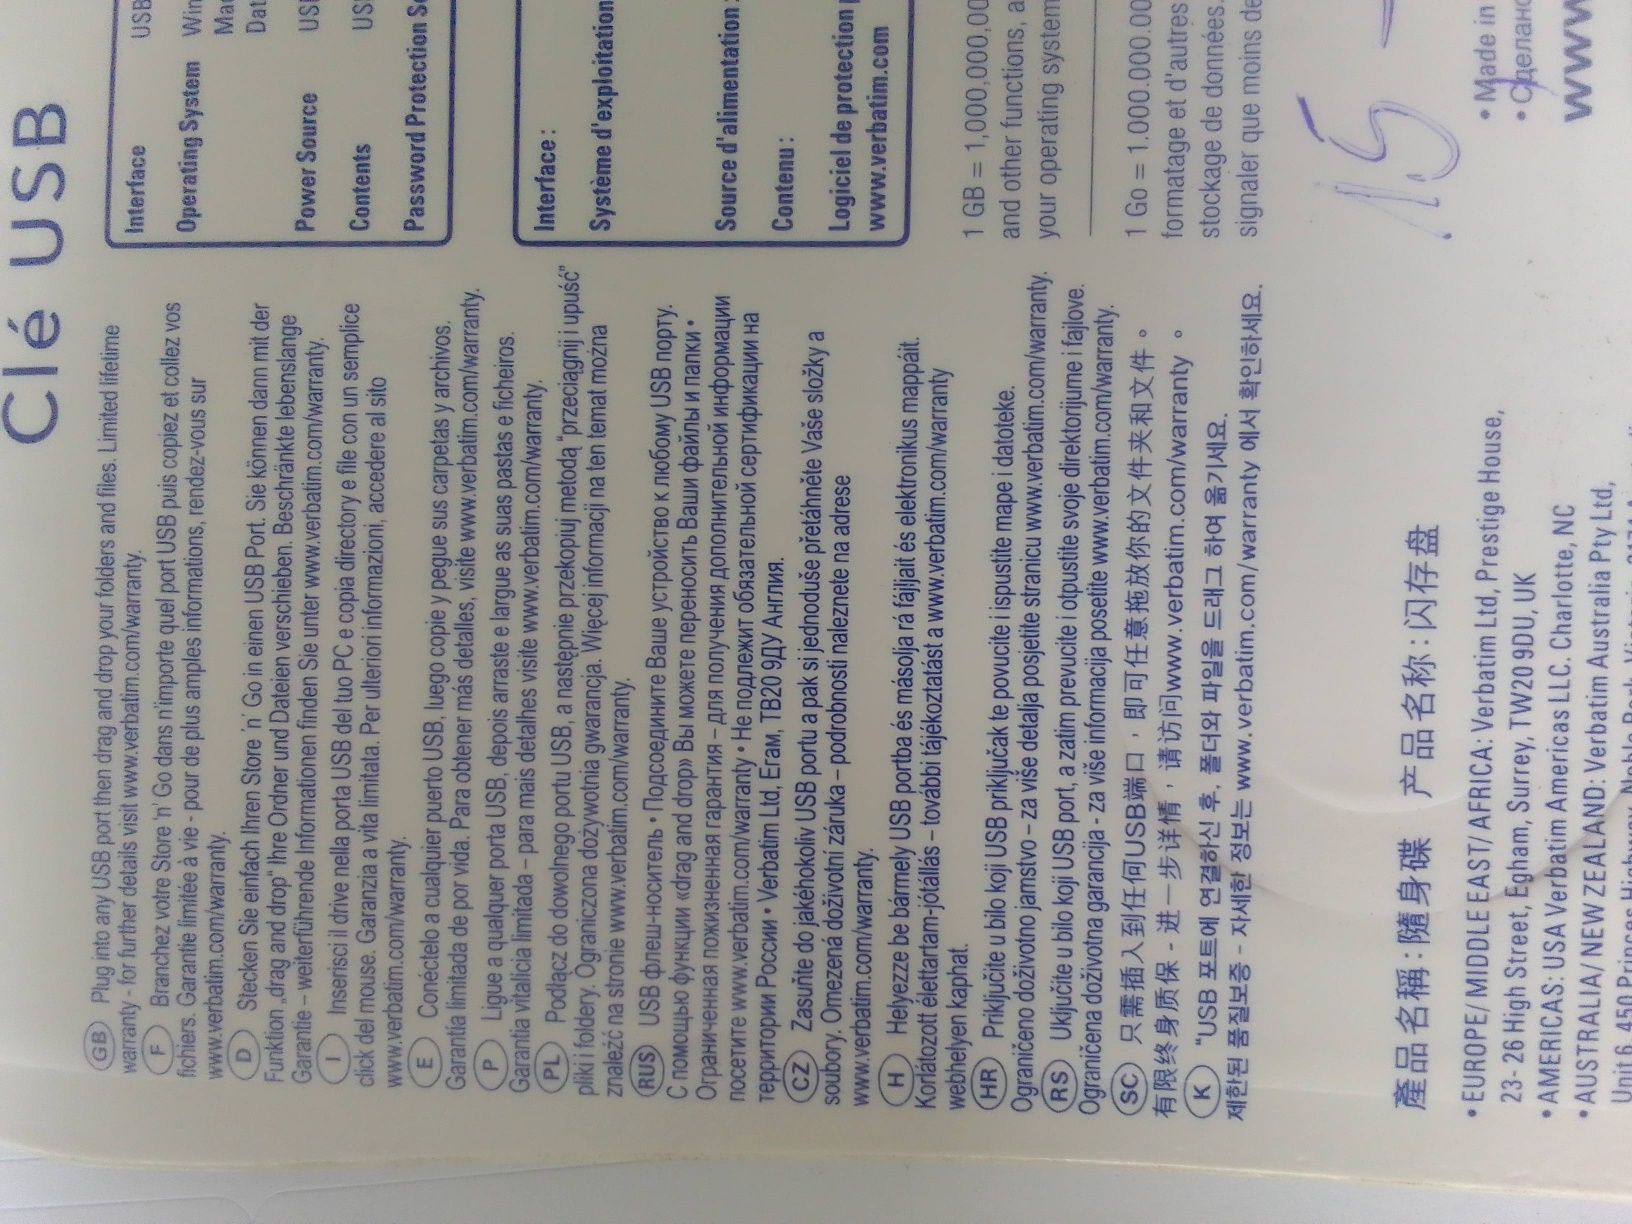 Clé USB
GB Plug into any USB port then drag and drop your folders and files. Limited lifetime
warranty - for further details visit www.verbatim.com/warranty.
F Branchez votre Store 'n' Go dans n'importe quel port USB puis copiez et collez vos
fichiers. Garantie limitée à vie - pour de plus amples informations, rendez-vous sur
www.verbatim.com/warranty.
D Stecken Sie einfach Ihren Store 'n' Go in einen USB Port. Sie können dann mit der
Funktion „drag and drop“ Ihre Ordner und Dateien verschieben. Beschränkte lebenslange
Garantie – weiterführende Informationen finden Sie unter www.verbatim.com/warranty.
I Inserisci il drive nella porta USB del tuo PC e copia directory e file con un semplice
click del mouse. Garanzia a vita limitata. Per ulteriori informazioni, accedere al sito
www.verbatim.com/warranty.
E Conéctelo a cualquier puerto USB, luego copie y pegue sus carpetas y archivos.
Garantía limitada de por vida. Para obtener más detalles, visite www.verbatim.com/warranty.
P Ligue a qualquer porta USB, depois arraste e largue as suas pastas e ficheiros.
Garantia vitalícia limitada – para mais detalhes visite www.verbatim.com/warranty.
PL Podłącz do dowolnego portu USB, a następnie przekopiuj metodą "przeciągnij i upuść"
pliki i foldery. Ograniczona dożywotnia gwarancja. Więcej informacji na ten temat można
znaleźć na stronie www.verbatim.com/warranty.
RUS USB флеш-носитель • Подсоедините Ваше устройство к любому USB порту.
С помощью функции «drag and drop» Вы можете переносить Ваши файлы и папки •
Ограниченная пожизненная гарантия – для получения дополнительной информации
посетите www.verbatim.com/warranty • Не подлежит обязательной сертификации на
территории России • Verbatim Ltd, Егам, ТВ20 9ДУ Англия.
CZ Zasuňte do jakéhokoliv USB portu a pak si jednoduše přetáhněte Vaše složky a
soubory. Omezená doživotní záruka – podrobnosti naleznete na adrese
www.verbatim.com/warranty.
H Helyezze be bármely USB portba és másolja rá fájljait és elektronikus mappáit.
Korlátozott élettartam-jótállás – további tájékoztatást a www.verbatim.com/warranty
webhelyen kaphat.
HR Priključite u bilo koji USB priključak te povucite i ispustite mape i datoteke.
Ograničeno doživotno jamstvo – za više detalja posjetite stranicu www.verbatim.com/warranty.
RS Uključite u bilo koji USB port, a zatim prevucite i otpustite svoje direktorijume i fajlove.
Ograničena doživotna garancija - za više informacija posetite www.verbatim.com/warranty.
SC 只需插入到任何USB端口，即可任意拖放你的文件夹和文件。
有限终身质保 - 进一步详情，请访问www.verbatim.com/warranty 。
K "USB 포트에 연결하신 후, 폴더와 파일을 드래그 하여 옮기세요.
제한된 품질보증 - 자세한 정보는 www.verbatim.com/warranty 에서 확인하세요.
產品名稱：隨身碟 产品名称：闪存盘
• EUROPE/ MIDDLE EAST/ AFRICA: Verbatim Ltd, Prestige House,
23- 26 High Street, Egham, Surrey, TW20 9DU, UK
• AMERICAS: USA Verbatim Americas LLC. Charlotte, NC
• AUSTRALIA/ NEW ZEALAND: Verbatim Australia Pty Ltd,
Unit 6, 450 Princes Highway,
Interface USB
Operating System
Power Source
Contents
Password Protection
Interface :
Système d'exploitation
Source d'alimentation :
Contenu :
Logiciel de protection
www.verbatim.com
1 GB = 1,000,000,00
and other functions, a
your operating system
1 Go = 1.000.000.00
formatage et d'autres
stockage de données.
signaler que moins de
15 -
• Made in
• Сделано
www